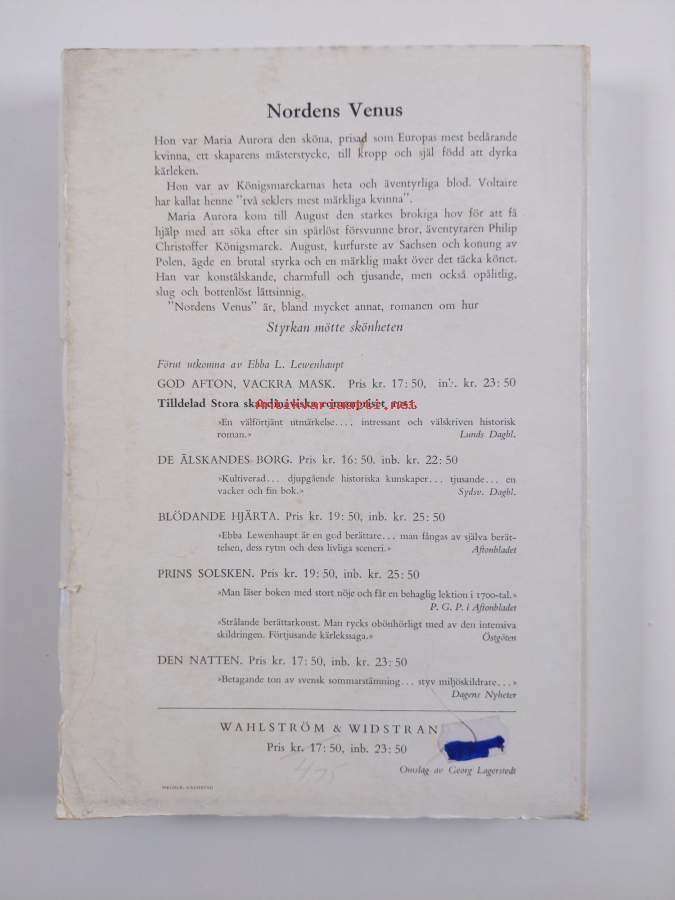 Nordens Venus
Hon var Maria Aurora den sköna, prisad som Europas mest bedårande
kvinna, ett skaparens mästerstycke, till kropp och själ född att dyrka
kärleken.
Hon var av Königsmarckarnas heta och äventyrliga blod. Voltaire
har kallat henne "två seklers mest märkliga kvinna".
Maria Aurora kom till August den starkes brokiga hov för att få
hjälp med att söka efter sin spårlöst försvunne bror, äventyraren Philip
Christoffer Königsmarck. August, kurfurste av Sachsen och konung av
Polen, ägde en brutal styrka och en märklig makt över det täcka könet.
Han var konstälskande, charmfull och tjusande, men också opålitlig,
slug och bottenlöst lättsinnig.
"Nordens Venus" är, bland mycket annat, romanen om hur
Styrkan mötte skönheten
Förut utkomna av Ebba L. Lewenhaupt
GOD AFTON, VACKRA MASK. Pris kr. 17:50, kr. 23:50
Tilldelad Stora skandinaviska romanpriset
Antikvariaatti.net
»En välförtjänt utmärkelse.... intressant och välskriven historisk
roman.» Lunds Dagbl.
DE ÄLSKANDES BORG. Pris kr. 16:50. inb. kr. 22:50
»Kultiverad... djupgående historiska kunskaper... tjusande... en
vacker och fin bok.» Sydsv. Dagbl.
BLÖDANDE HJÄRTA. Pris kr. 19:50, inb. kr. 25:50
»Ebba Lewenhaupt är en god berättare... man fångas av själva berät-
telsen, dess rytm och dess livliga sceneri.» Aftonbladet
PRINS SOLSKEN. Pris kr. 19:50, inb. kr. 25:50
»Man läser boken med stort nöje och får en behaglig lektion i 1700-tal.»
P. G. P. i Aftonbladet
»Strålande berättarkonst. Man rycks obönhörligt med av den intensiva
skildringen. Förtjusande kärlekssaga.» Östgöten
DEN NATTEN. Pris kr. 17:50, inb. kr. 23:50
»Betagande ton av svensk sommarstämning... styv miljöskildrare...»
Dagens Nyheter
WAHLSTRÖM & WIDSTRAN
Pris kr. 17:50, inb. 23:50
Omslag av Georg Lagerstedt